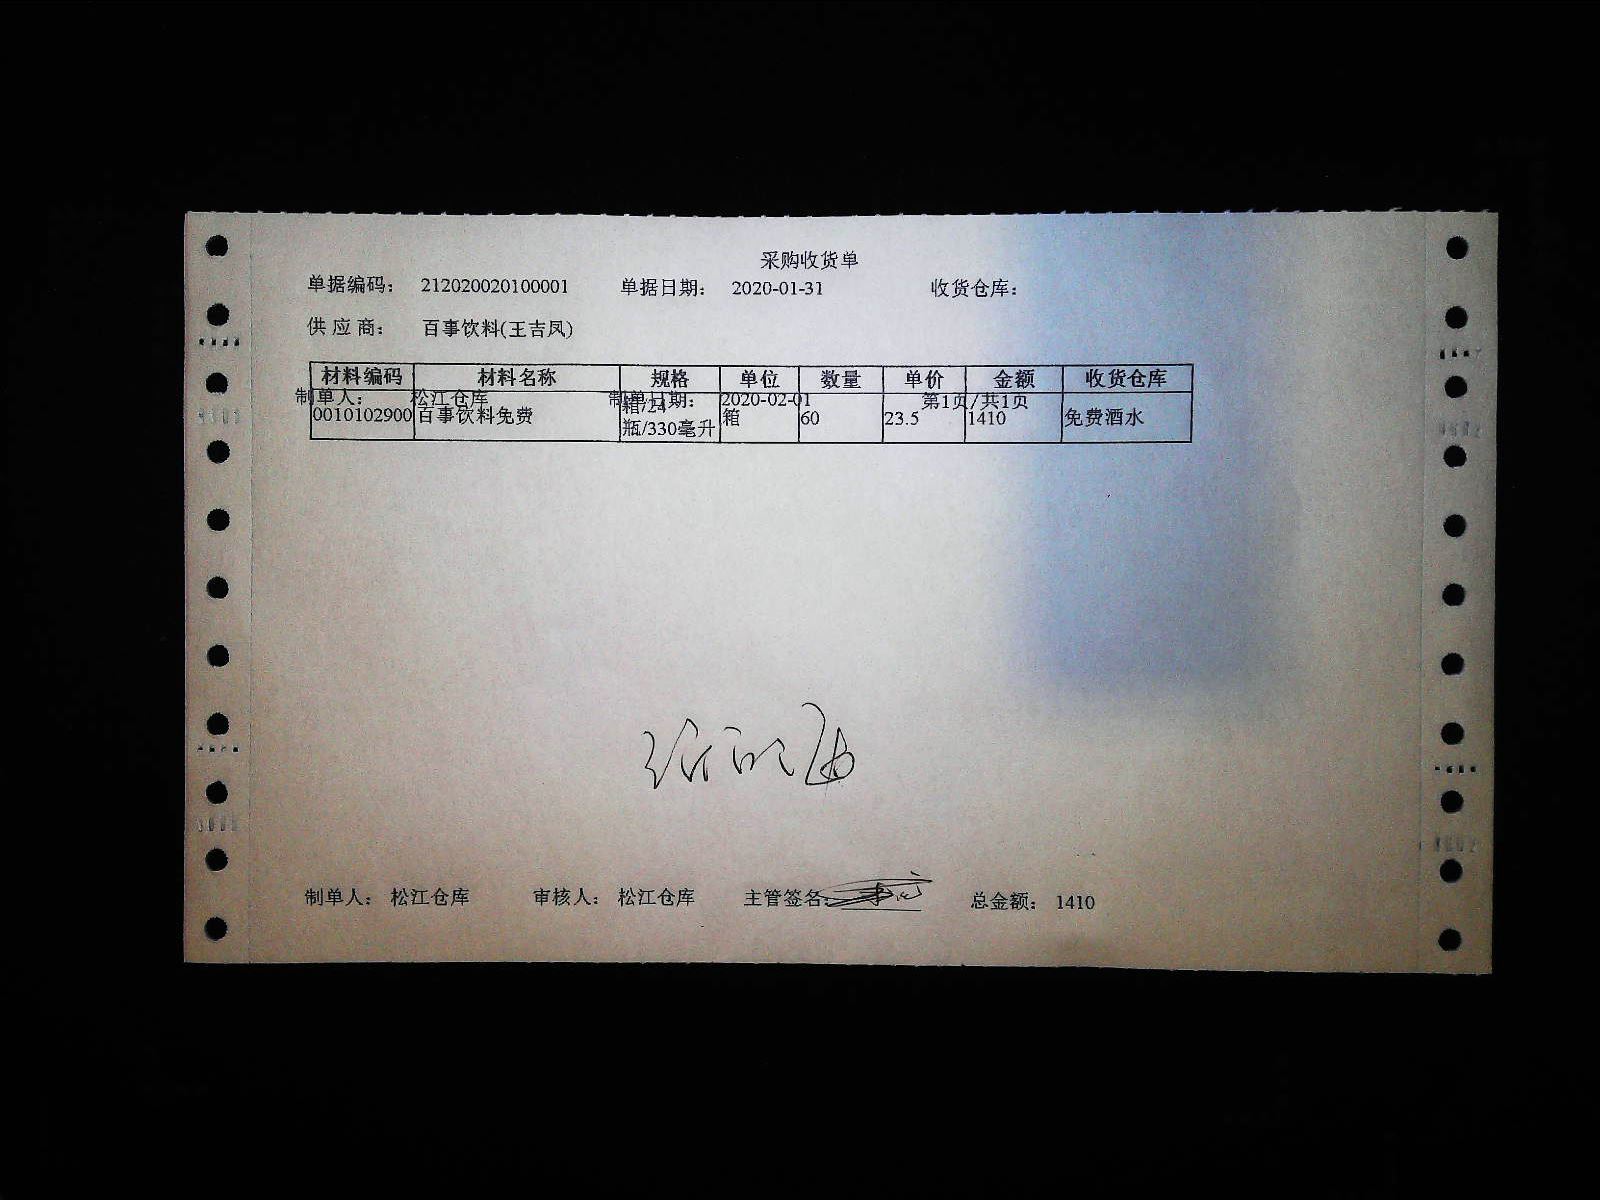 采购收货单
单据编码： 212020020100001 单据日期： 2020-01-31 收货仓库：
供 应 商： 百事饮料(王吉凤)
材料编码 材料名称 规格 单位 数量 单价 金额 收货仓库
制单人： 松江仓库 制单日期： 2020-02-01 第1页/共1页
0010102900 百事饮料免费 箱/24瓶/330毫升 箱 60 23.5 1410 免费酒水
制单人： 松江仓库 审核人： 松江仓库 主管签名: 总金额： 1410